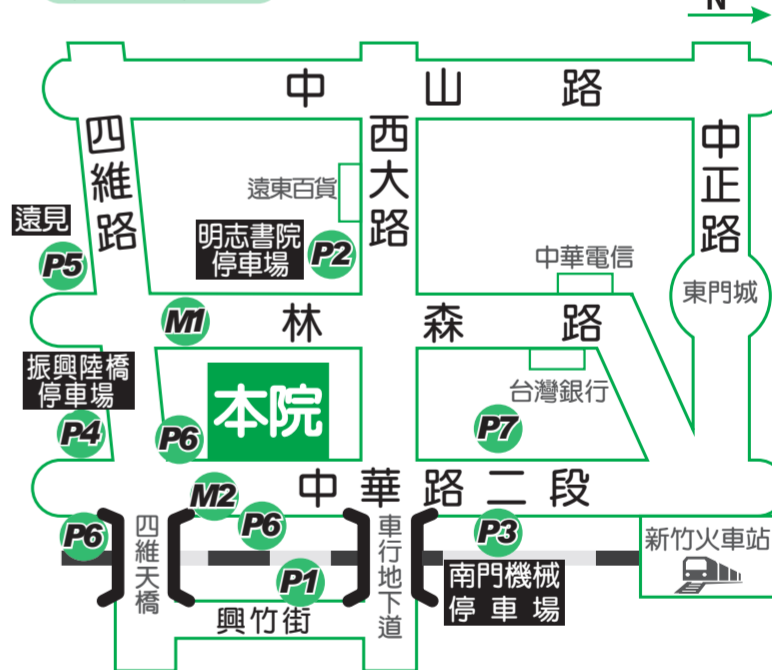 N
中山路
四維路
西大路
中正路
遠東百貨
遠見
P5
明志書院
停車場
P2
中華電信
東門城
M1
林森路
振興陸橋
停車場
P4
P6
本院
台灣銀行
P7
M2
中華路二段
P6
四維天橋
P6
車行地下道
P3
新竹火車站
P1
南門機械
停車場
興竹街